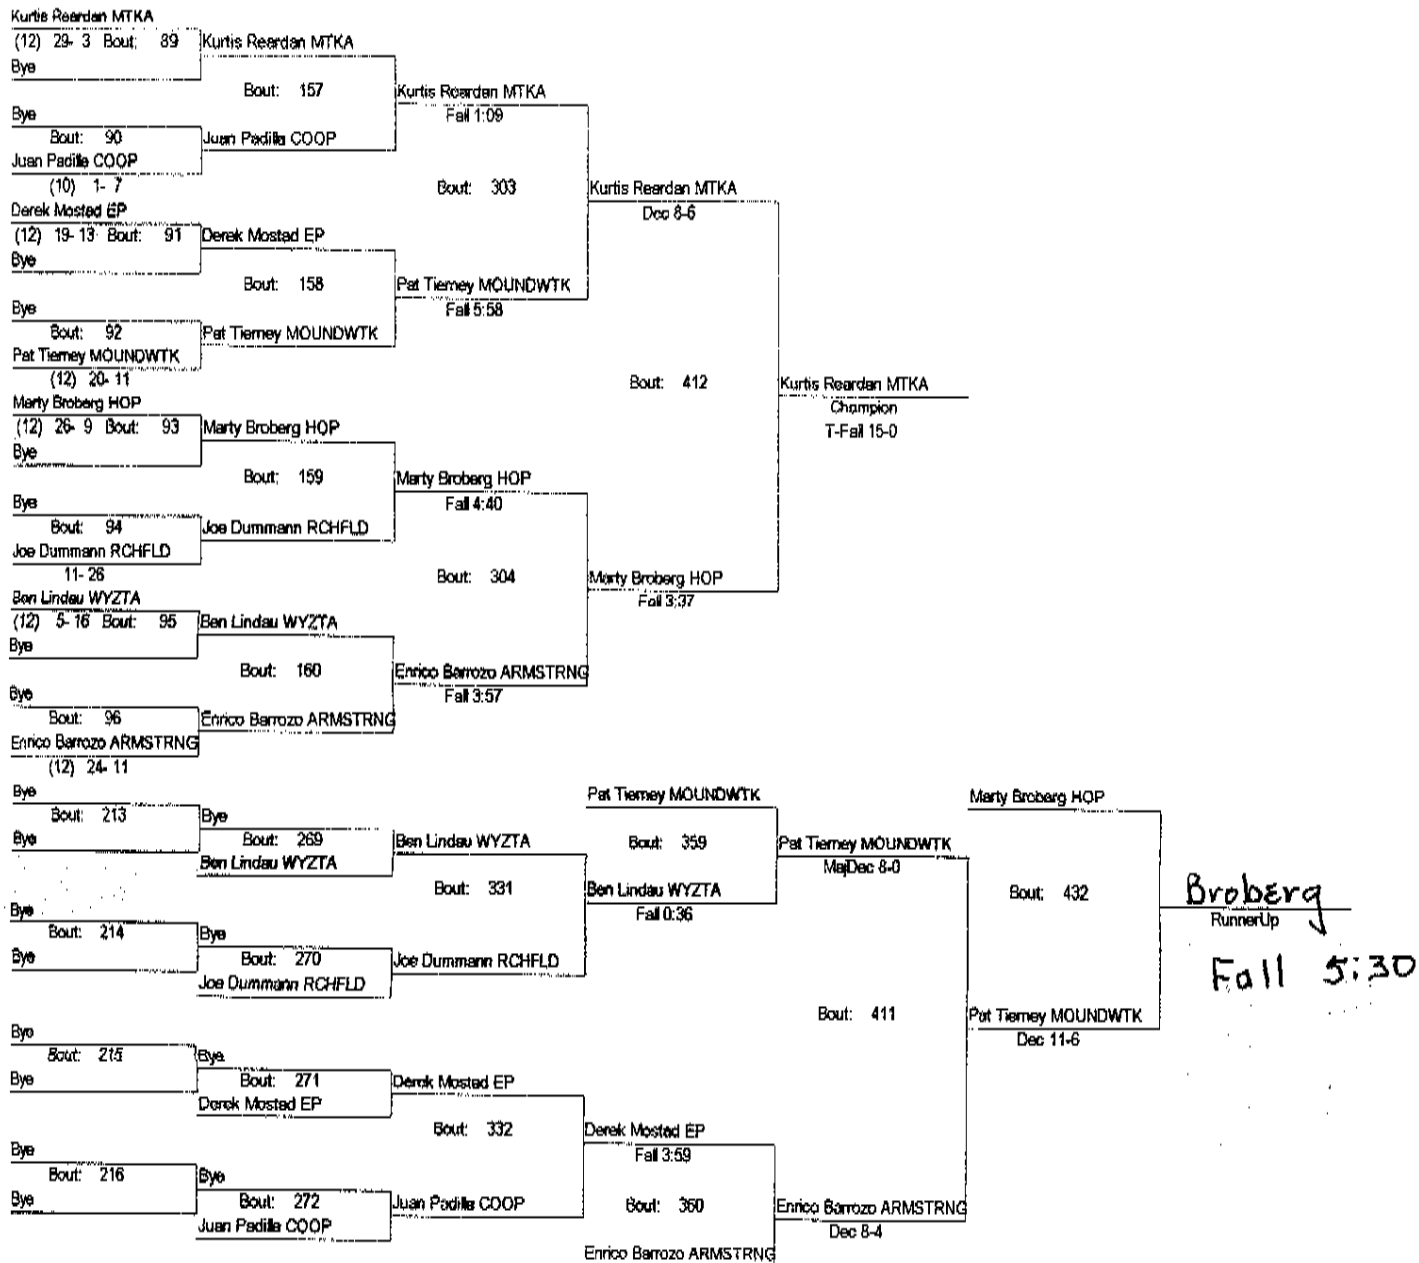 Kurtis Reardan MTKA
(12) 29- 3 Bout: 89 Kurtis Reardan MTKA
Bye
Bout: 157 Kurtis Reardan MTKA
Fall 1:09
Bye
Bout: 90 Juan Padilla COOP
Juan Padilla COOP
(10) 1- 7
Bout: 303 Kurtis Reardan MTKA
Dec 8-6
Derek Mostad EP
(12) 19- 13 Bout: 91 Derek Mostad EP
Bye
Bout: 158 Pat Tierney MOUNDWTK
Fall 5:58
Bye
Bout: 92 Pat Tierney MOUNDWTK
Pat Tierney MOUNDWTK
(12) 20- 11
Bout: 412 Kurtis Reardan MTKA
Champion
T-Fall 15-0
Marty Broberg HOP
(12) 26- 9 Bout: 93 Marty Broberg HOP
Bye
Bout: 159 Marty Broberg HOP
Fall 4:40
Bye
Bout: 94 Joe Dummann RCHFLD
Joe Dummann RCHFLD
11- 26
Bout: 304 Marty Broberg HOP
Fall 3:37
Ben Lindau WYZTA
(12) 5- 16 Bout: 95 Ben Lindau WYZTA
Bye
Bout: 160 Enrico Barrozo ARMSTRNG
Fall 3:57
Bye
Bout: 96 Enrico Barrozo ARMSTRNG
Enrico Barrozo ARMSTRNG
(12) 24- 11
Bye
Bout: 213 Bye
Bye
Bout: 269 Ben Lindau WYZTA
Ben Lindau WYZTA
Pat Tierney MOUNDWTK
Bout: 359 Pat Tierney MOUNDWTK
MajDec 8-0
Marty Broberg HOP
Bout: 331 Ben Lindau WYZTA
Fall 0:36
Bout: 432 Broberg
RunnerUp
Fall 5:30
Bye
Bout: 214 Bye
Bye
Bout: 270 Joe Dummann RCHFLD
Joe Dummann RCHFLD
Bout: 411 Pat Tierney MOUNDWTK
Dec 11-6
Bye
Bout: 215 Bye
Bye
Bout: 271 Derek Mostad EP
Derek Mostad EP
Bout: 332 Derek Mostad EP
Fall 3:59
Bye
Bout: 216 Bye
Bye
Bout: 272 Juan Padilla COOP
Juan Padilla COOP
Bout: 360 Enrico Barrozo ARMSTRNG
Dec 8-4
Enrico Barrozo ARMSTRNG